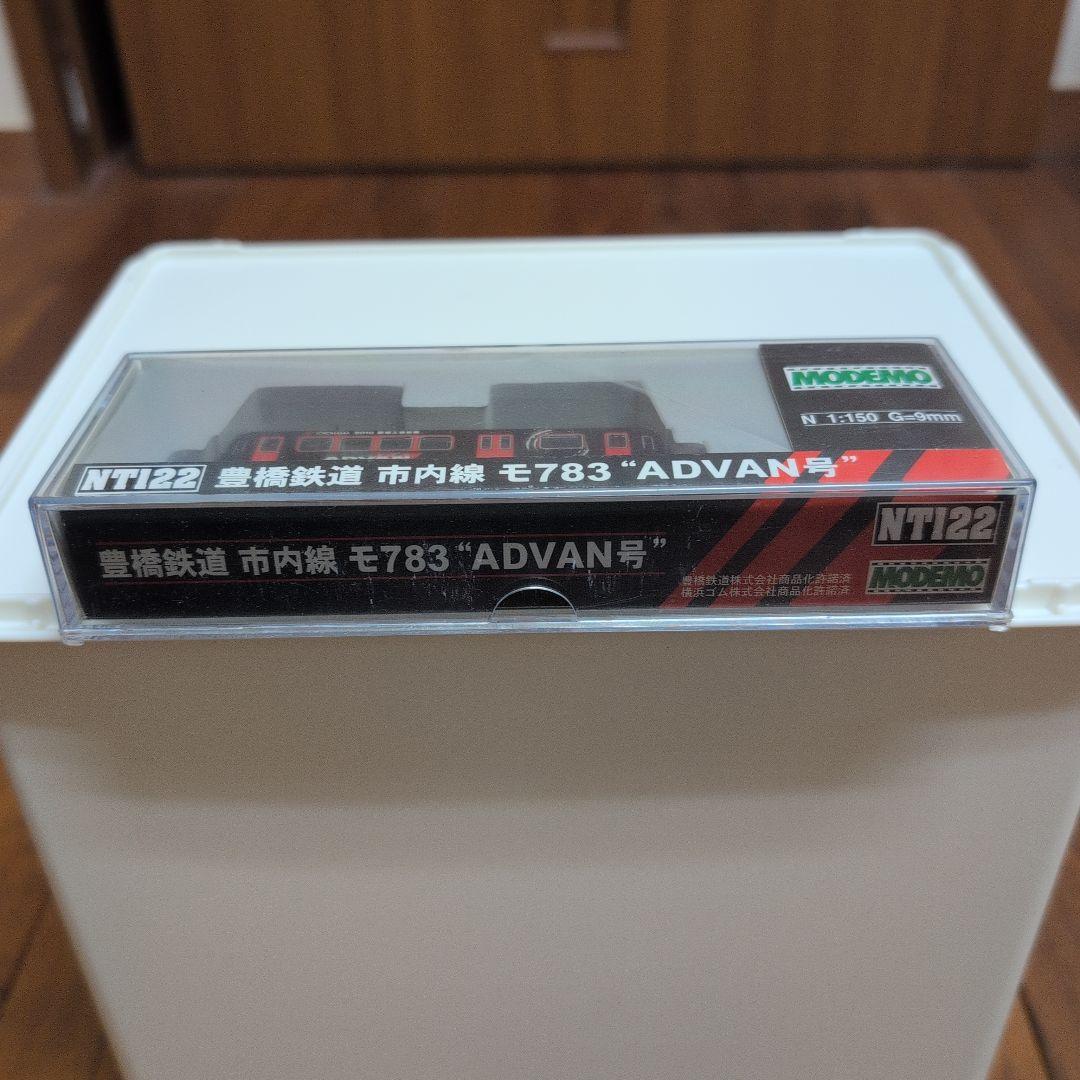 MODEMO
N 1:150 G=9mm
ADVAN
NT122 豊橋鉄道 市内線 モ783 “ADVAN号”
豊橋鉄道 市内線 モ783 “ADVAN号”
NT122
MODEMO
豊橋鉄道株式会社商品化許諾済
横浜ゴム株式会社商品化許諾済